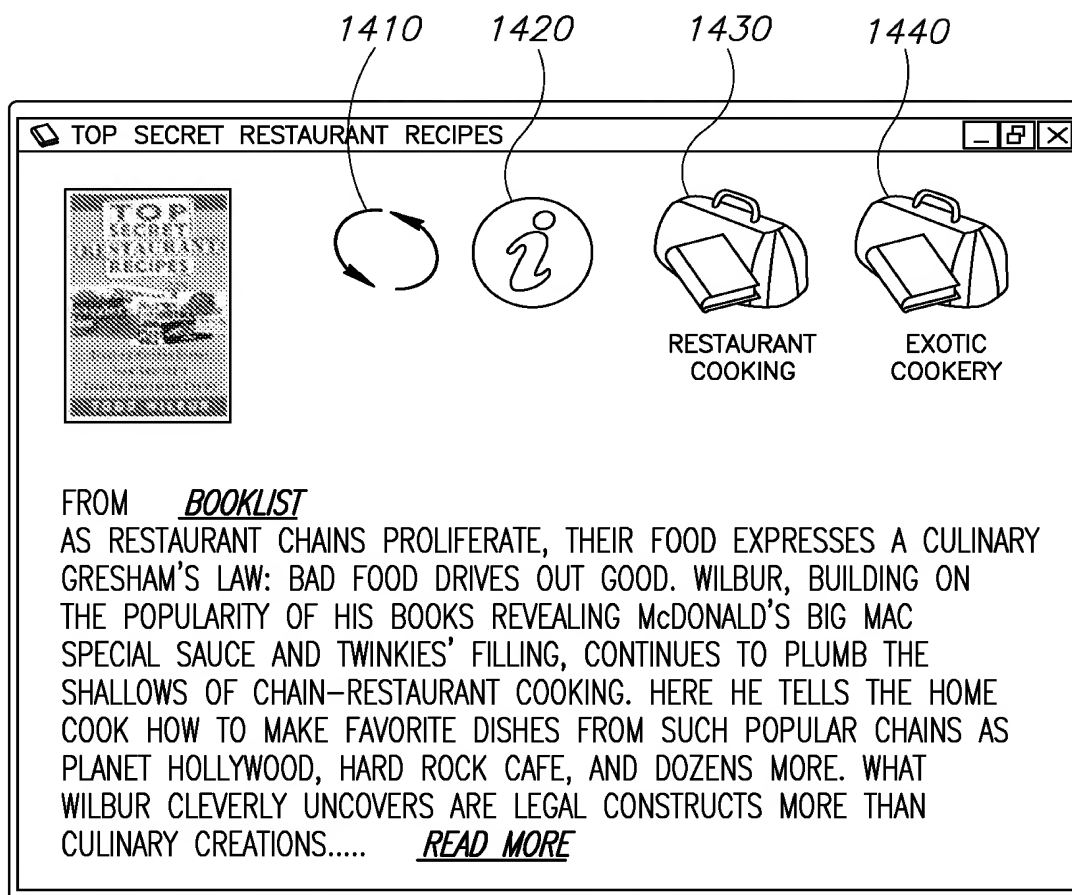 1410 1420 1430 1440
TOP SECRET RESTAURANT RECIPES
TOP
SECRET
RESTAURANT
RECIPES
RESTAURANT
COOKING
EXOTIC
COOKERY
FROM BOOKLIST
AS RESTAURANT CHAINS PROLIFERATE, THEIR FOOD EXPRESSES A CULINARY
GRESHAM'S LAW: BAD FOOD DRIVES OUT GOOD. WILBUR, BUILDING ON
THE POPULARITY OF HIS BOOKS REVEALING McDONALD'S BIG MAC
SPECIAL SAUCE AND TWINKIES' FILLING, CONTINUES TO PLUMB THE
SHALLOWS OF CHAIN–RESTAURANT COOKING. HERE HE TELLS THE HOME
COOK HOW TO MAKE FAVORITE DISHES FROM SUCH POPULAR CHAINS AS
PLANET HOLLYWOOD, HARD ROCK CAFE, AND DOZENS MORE. WHAT
WILBUR CLEVERLY UNCOVERS ARE LEGAL CONSTRUCTS MORE THAN
CULINARY CREATIONS..... READ MORE